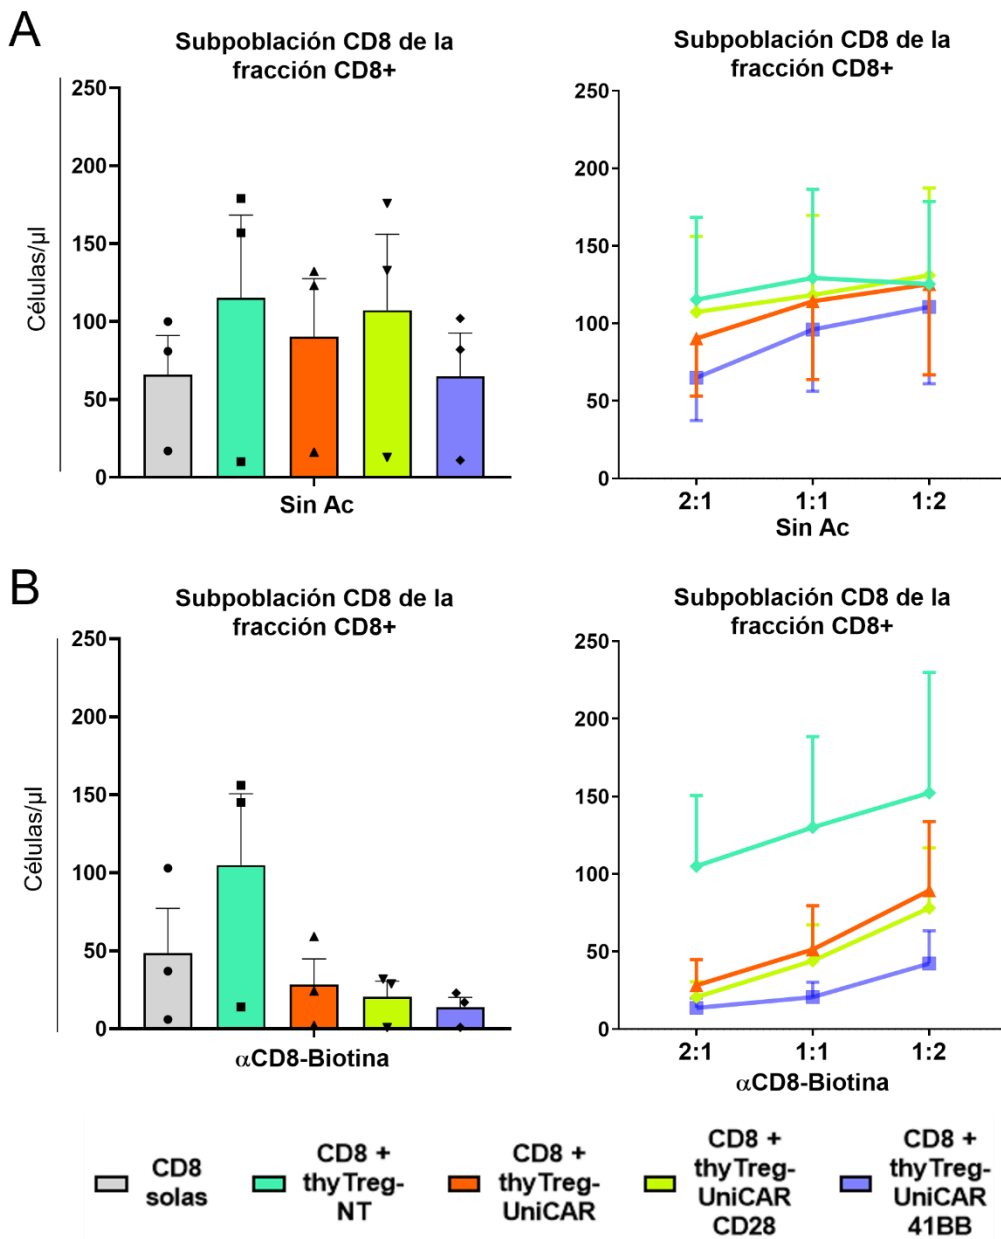 A
Subpoblación CD8 de la
fracción CD8+
Células/µl
250
200
150
100
50
0
Sin Ac
Subpoblación CD8 de la
fracción CD8+
250
200
150
100
50
0
2:1
1:1
1:2
Sin Ac
B
Subpoblación CD8 de la
fracción CD8+
Células/µl
250
200
150
100
50
0
αCD8-Biotina
Subpoblación CD8 de la
fracción CD8+
250
200
150
100
50
0
2:1
1:1
1:2
αCD8-Biotina
CD8
solas
CD8 +
thyTreg-
NT
CD8 +
thyTreg-
UniCAR
CD8 +
thyTreg-
UniCAR
CD28
CD8 +
thyTreg-
UniCAR
41BB